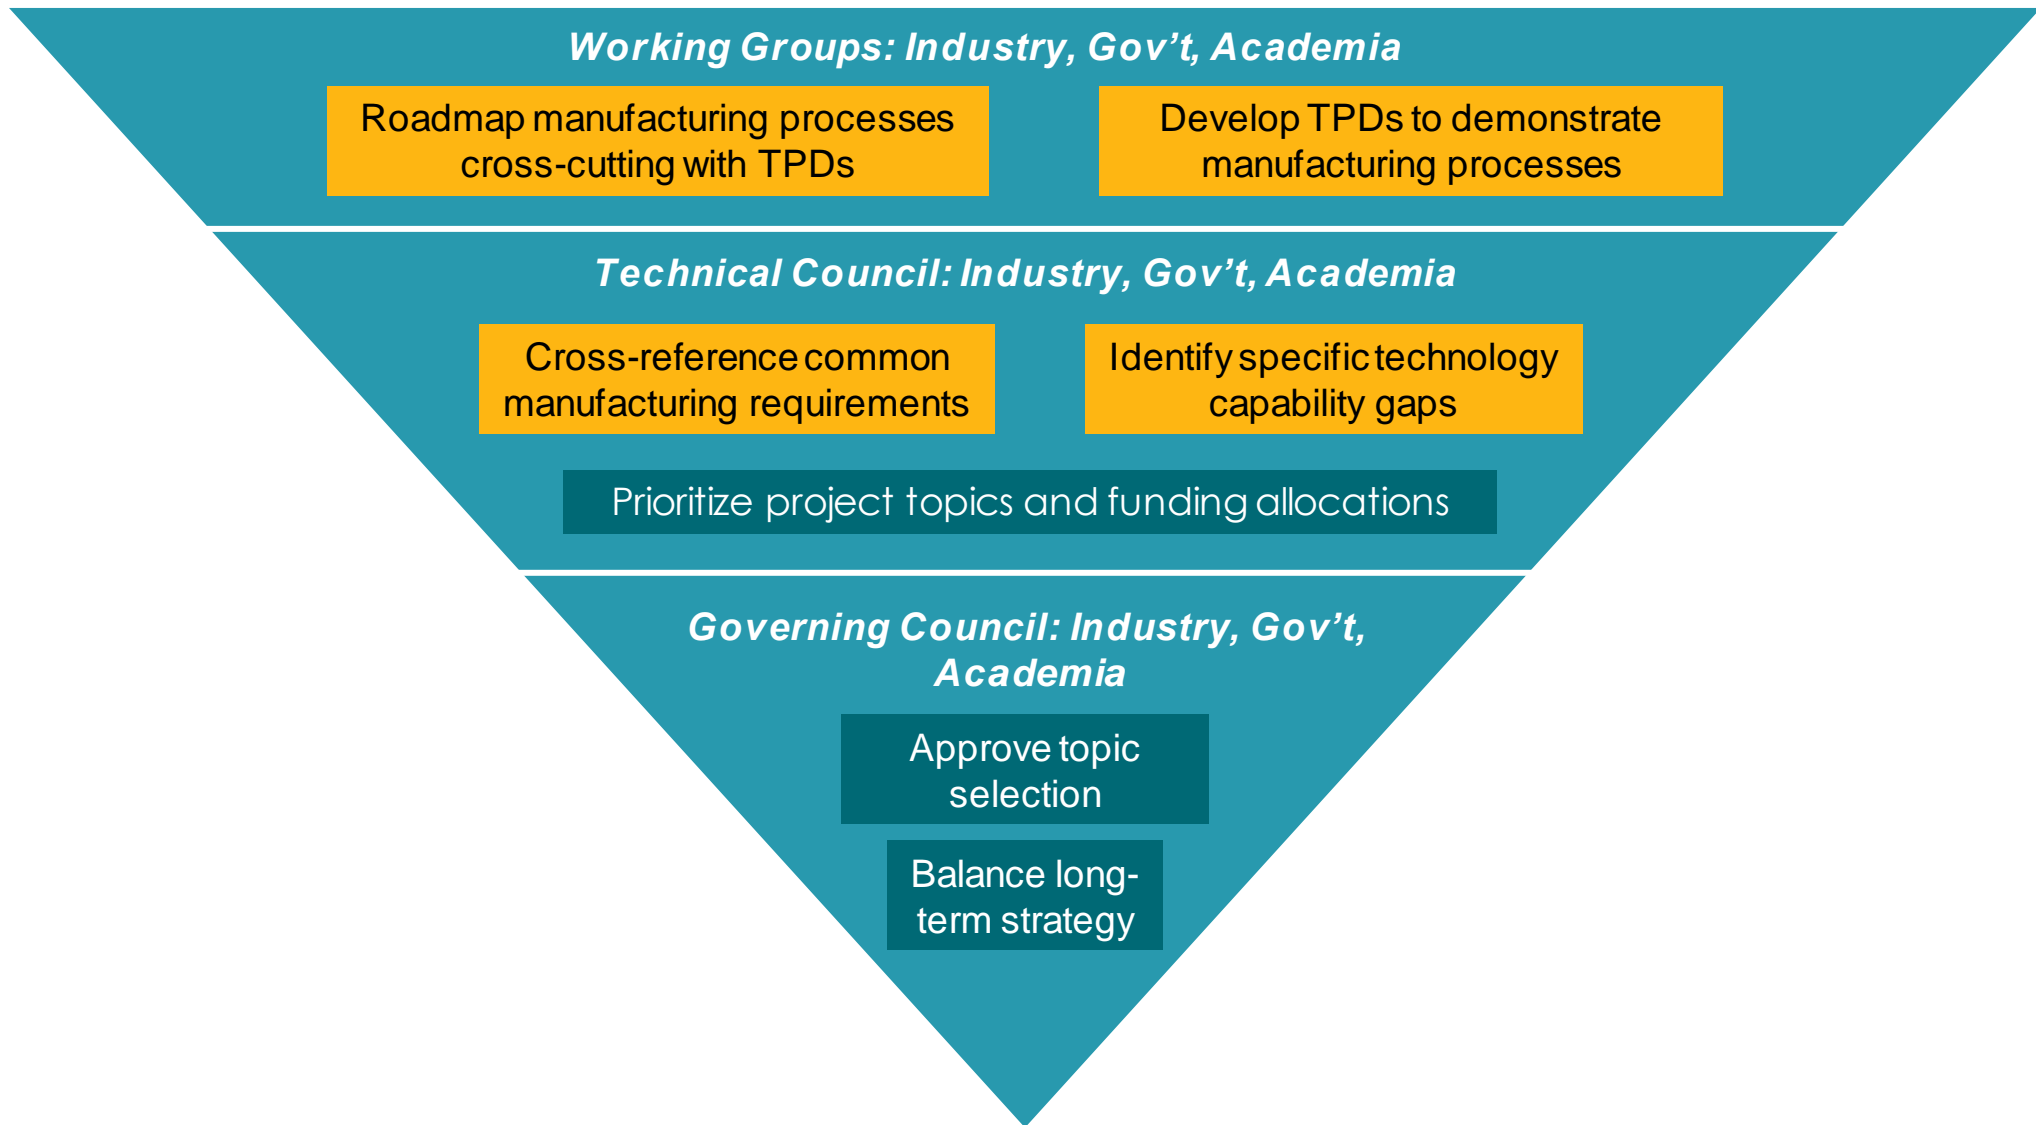 Working Groups: Industry, Gov’t, Academia
Roadmap manufacturing processes
cross-cutting with TPDs
Develop TPDs to demonstrate
manufacturing processes
Technical Council: Industry, Gov’t, Academia
Cross-reference common
manufacturing requirements
Identify specific technology
capability gaps
Prioritize project topics and funding allocations
Governing Council: Industry, Gov’t,
Academia
Approve topic
selection
Balance long-
term strategy